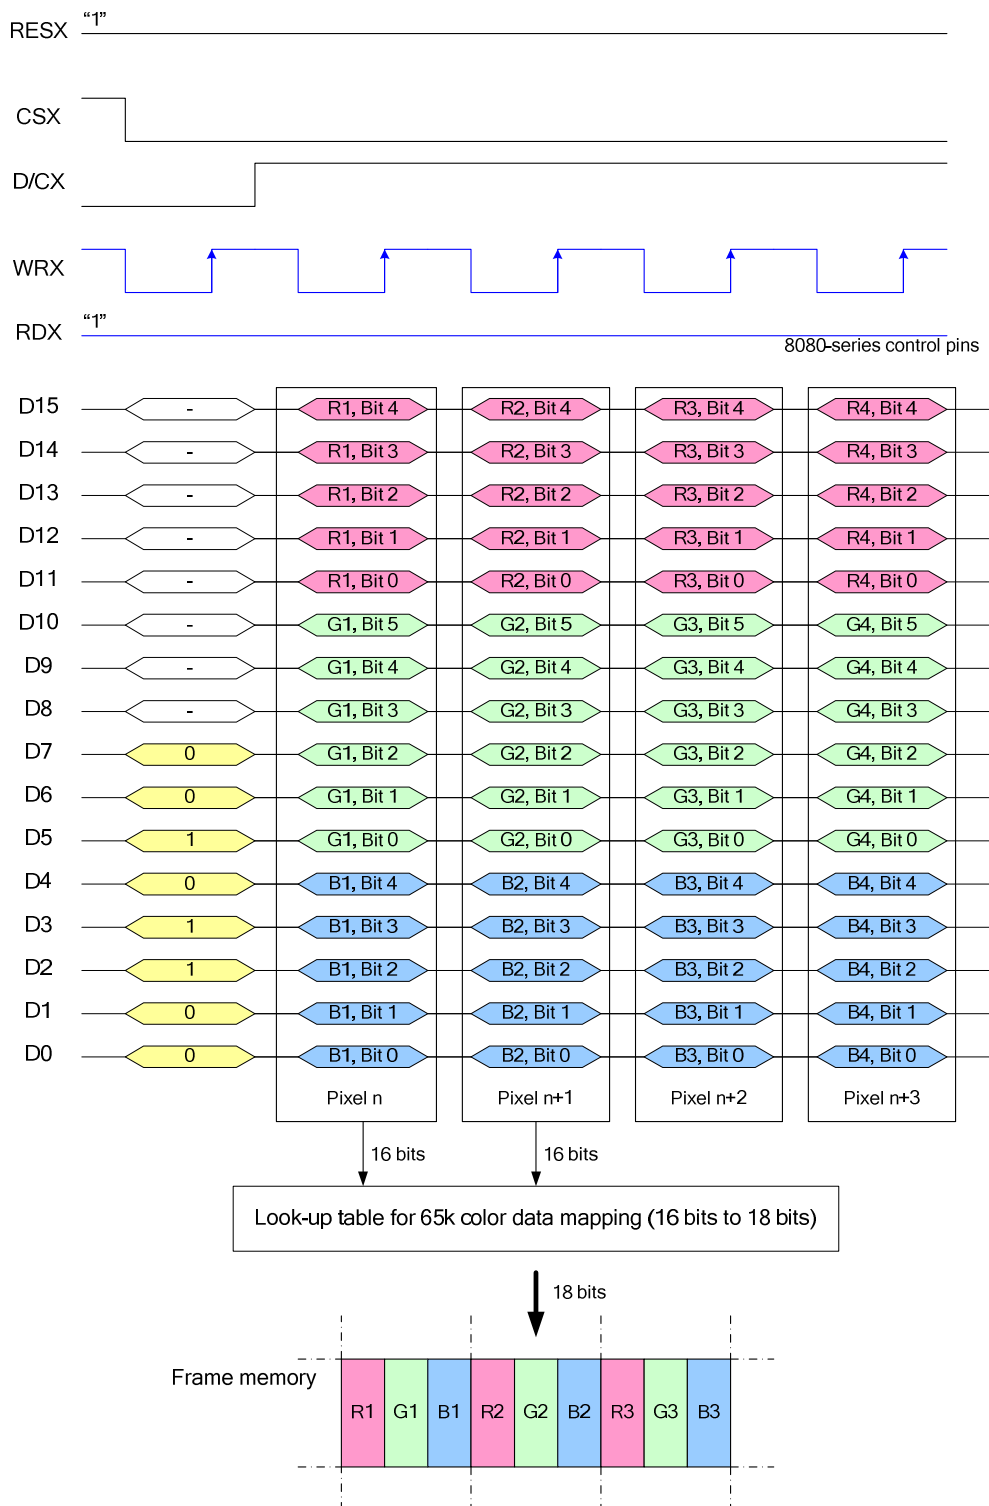 RESX "1"
CSX
D/CX
WRX
RDX "1"
8080-series control pins
D15 - R1, Bit 4 R2, Bit 4 R3, Bit 4 R4, Bit 4
D14 - R1, Bit 3 R2, Bit 3 R3, Bit 3 R4, Bit 3
D13 - R1, Bit 2 R2, Bit 2 R3, Bit 2 R4, Bit 2
D12 - R1, Bit 1 R2, Bit 1 R3, Bit 1 R4, Bit 1
D11 - R1, Bit 0 R2, Bit 0 R3, Bit 0 R4, Bit 0
D10 - G1, Bit 5 G2, Bit 5 G3, Bit 5 G4, Bit 5
D9 - G1, Bit 4 G2, Bit 4 G3, Bit 4 G4, Bit 4
D8 - G1, Bit 3 G2, Bit 3 G3, Bit 3 G4, Bit 3
D7 0 G1, Bit 2 G2, Bit 2 G3, Bit 2 G4, Bit 2
D6 0 G1, Bit 1 G2, Bit 1 G3, Bit 1 G4, Bit 1
D5 1 G1, Bit 0 G2, Bit 0 G3, Bit 0 G4, Bit 0
D4 0 B1, Bit 4 B2, Bit 4 B3, Bit 4 B4, Bit 4
D3 1 B1, Bit 3 B2, Bit 3 B3, Bit 3 B4, Bit 3
D2 1 B1, Bit 2 B2, Bit 2 B3, Bit 2 B4, Bit 2
D1 0 B1, Bit 1 B2, Bit 1 B3, Bit 1 B4, Bit 1
D0 0 B1, Bit 0 B2, Bit 0 B3, Bit 0 B4, Bit 0
Pixel n Pixel n+1 Pixel n+2 Pixel n+3
16 bits 16 bits
Look-up table for 65k color data mapping (16 bits to 18 bits)
18 bits
Frame memory
R1 G1 B1 R2 G2 B2 R3 G3 B3